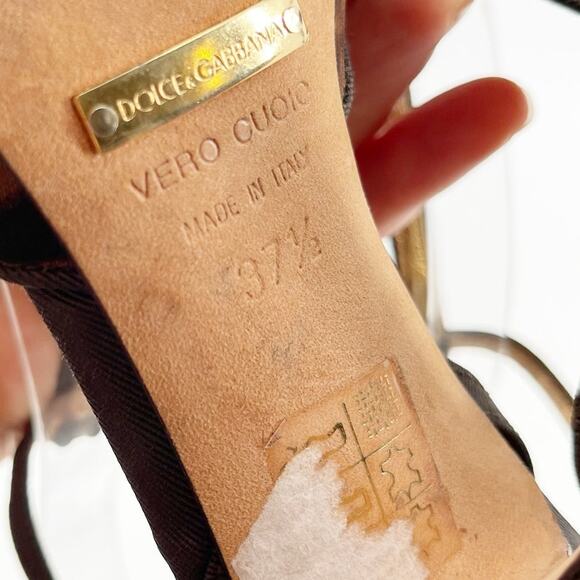 DOLCE&GABBANA
VERO CUOIO
MADE IN ITALY
37½